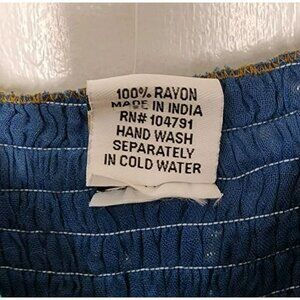 100% RAYON
MADE IN INDIA
RN# 104791
HAND WASH
SEPARATELY
IN COLD WATER